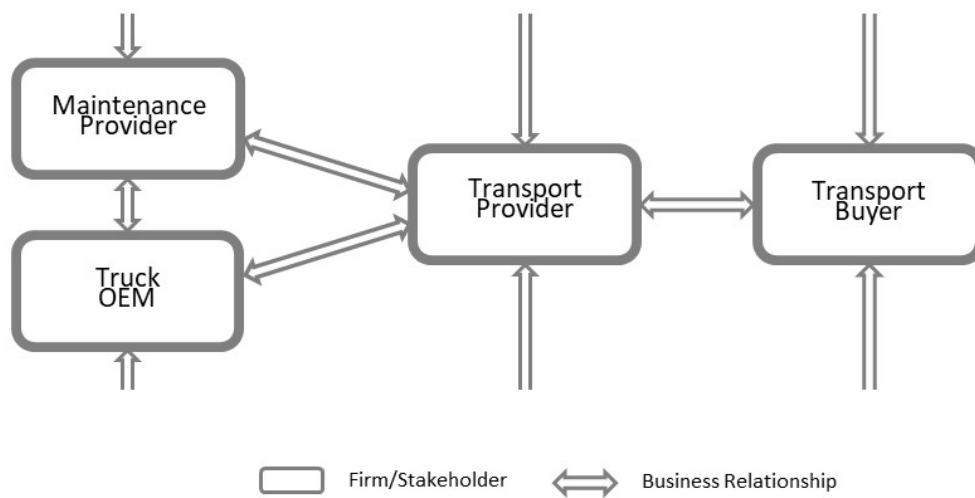 Maintenance
Provider
Transport
Provider
Transport
Buyer
Truck
OEM
Firm/Stakeholder
Business Relationship